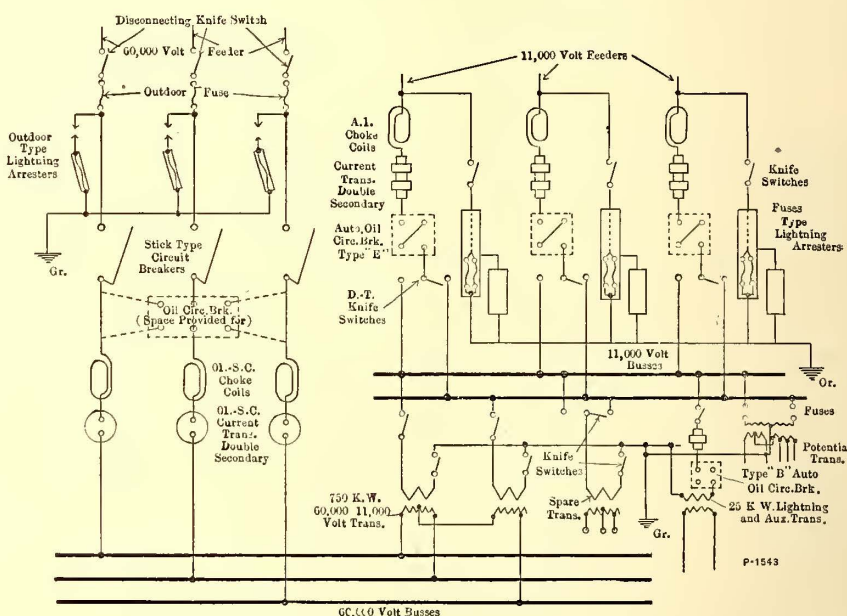 Disconnecting Knife Switch
60,000 Volt Feeder
Outdoor Fuse
Outdoor
Type
Lightning
Arresters
Gr.
Stick Type
Circuit
Breakers
Oil Circ. Brk.
(Space Provided for)
01.-S.C.
Choke
Coils
01.-S.C.
Current
Trans.
Double
Secondary
11,000 Volt Feeders
A.I.
Choke
Coils
Current
Trans.
Double
Secondary
Auto. Oil
Circ. Brk.
Type "E"
D.-T.
Knife
Switches
Knife
Switches
Fuses
Type
Lightning
Arresters
11,000 Volt
Busses
Gr.
Fuses
Potential
Trans.
Knife
Switches
Type "B" Auto
Oil Circ. Brk.
750 K.W.
60,000 11,000
Volt Trans.
Spare
Trans.
Gr.
25 K W. Lightning
and Aux. Trans.
P-1543
60,000 Volt Busses